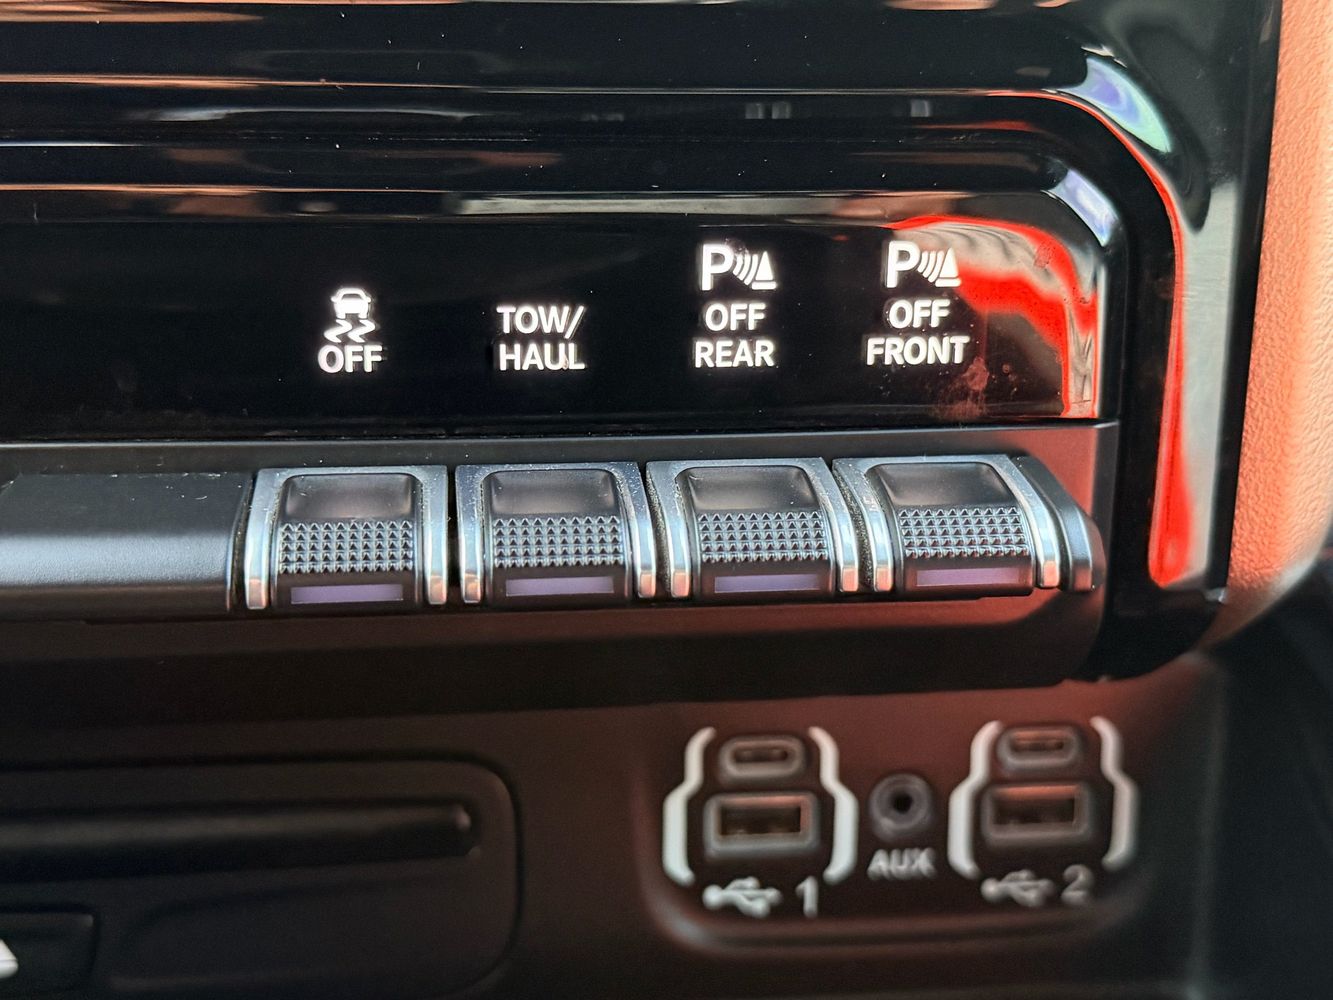 OFF
TOW/
HAUL
P
OFF
REAR
P
OFF
FRONT
1
AUX
2